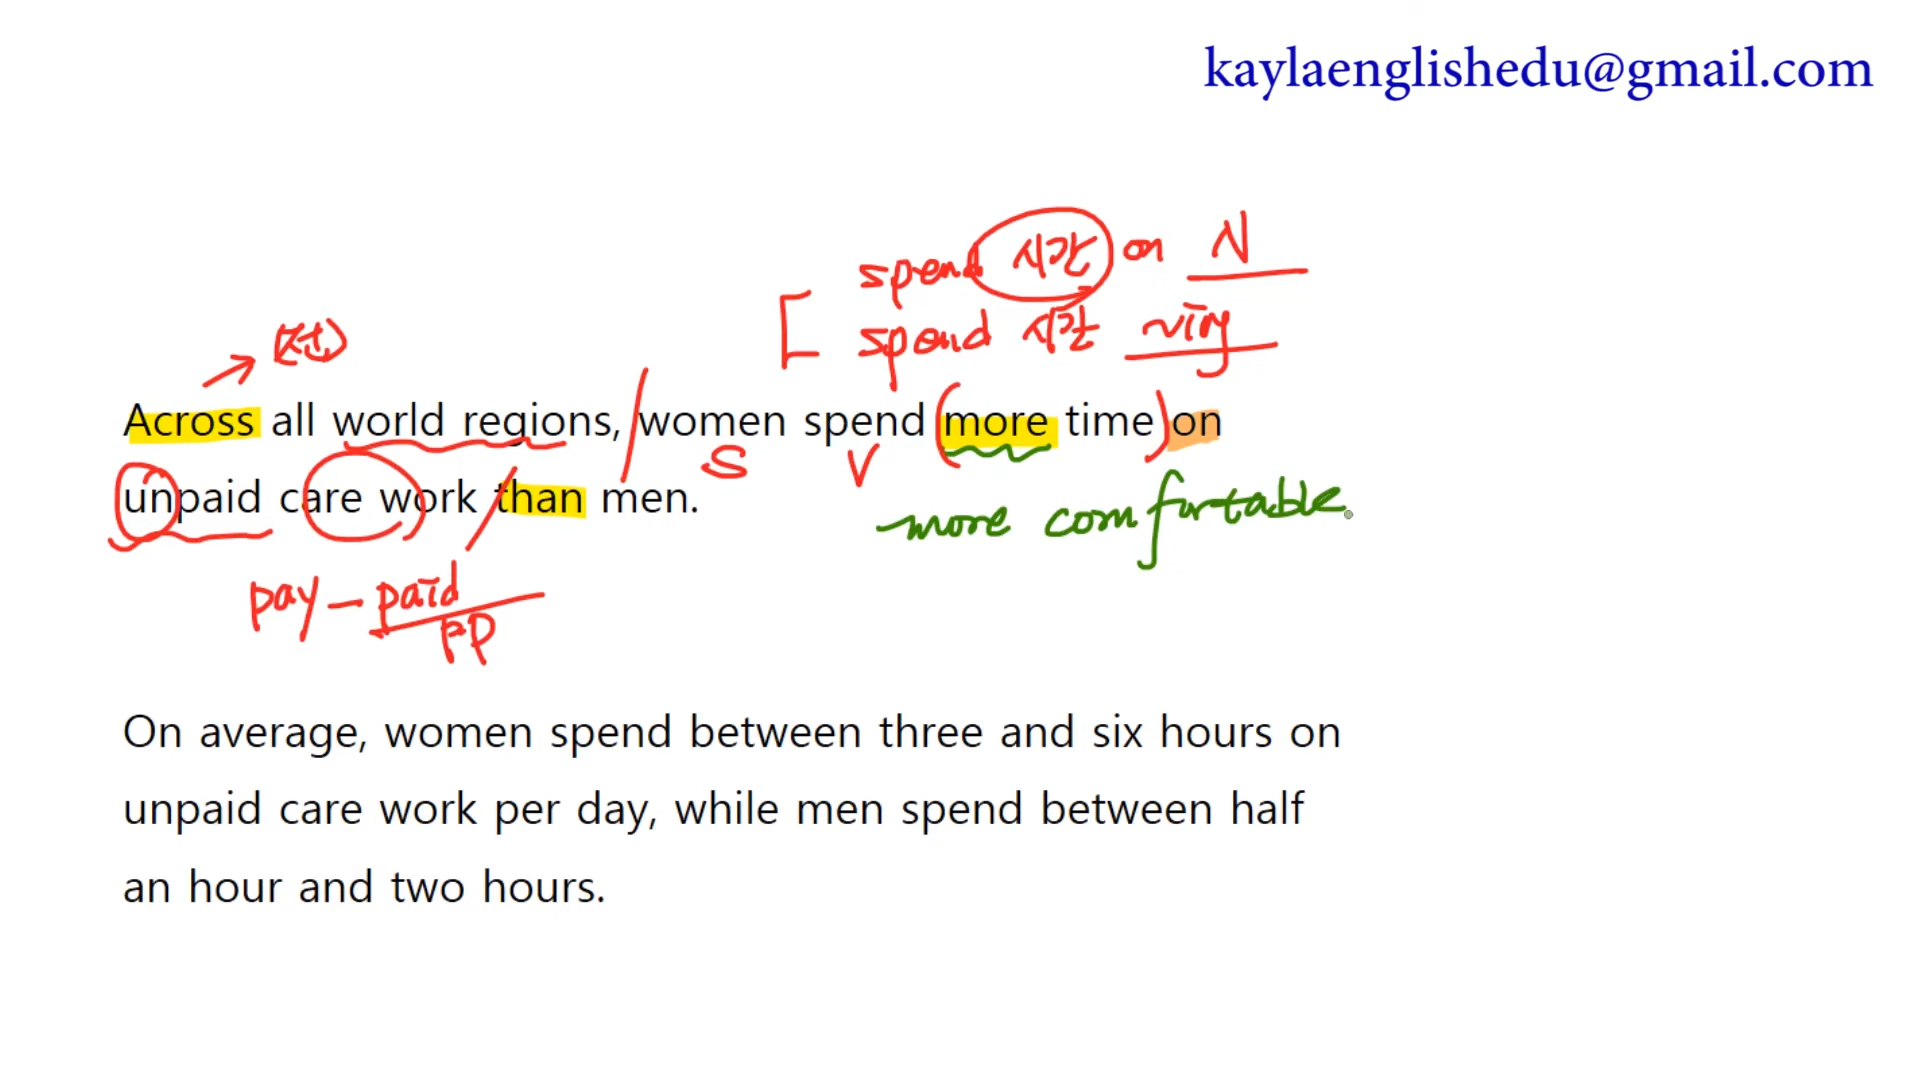 kaylaenglishedu@gmail.com
spend 시간 on N
spend 시간 Ving
(전)
Across all world regions, women spend (more time) on
S V
unpaid care work than men.
more comfortable
pay - paid
PP
On average, women spend between three and six hours on
unpaid care work per day, while men spend between half
an hour and two hours.